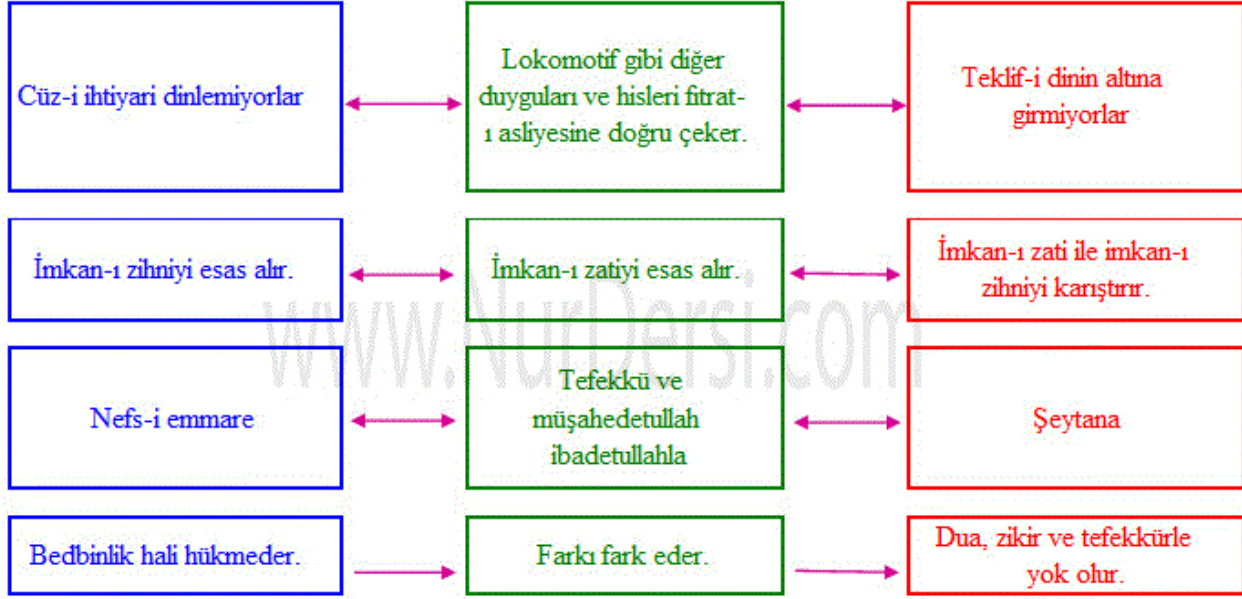 Cüz-i ihtiyari dinlemiyorlar
Lokomotif gibi diğer
duyguları ve hisleri fıtrat-
ı asliyesine doğru çeker.
Teklif-i dinin altına
girmiyorlar
İmkan-ı zihniyi esas alır.
İmkan-ı zatiyi esas alır.
İmkan-ı zati ile imkan-ı
zihniyi karıştırır.
www.NurDersi.com
Nefs-i emmare
Tefekkü ve
müşahedetullah
ibadetullahla
Şeytana
Bedbinlik hali hükmeder.
Farkı fark eder.
Dua, zikir ve tefekkürle
yok olur.